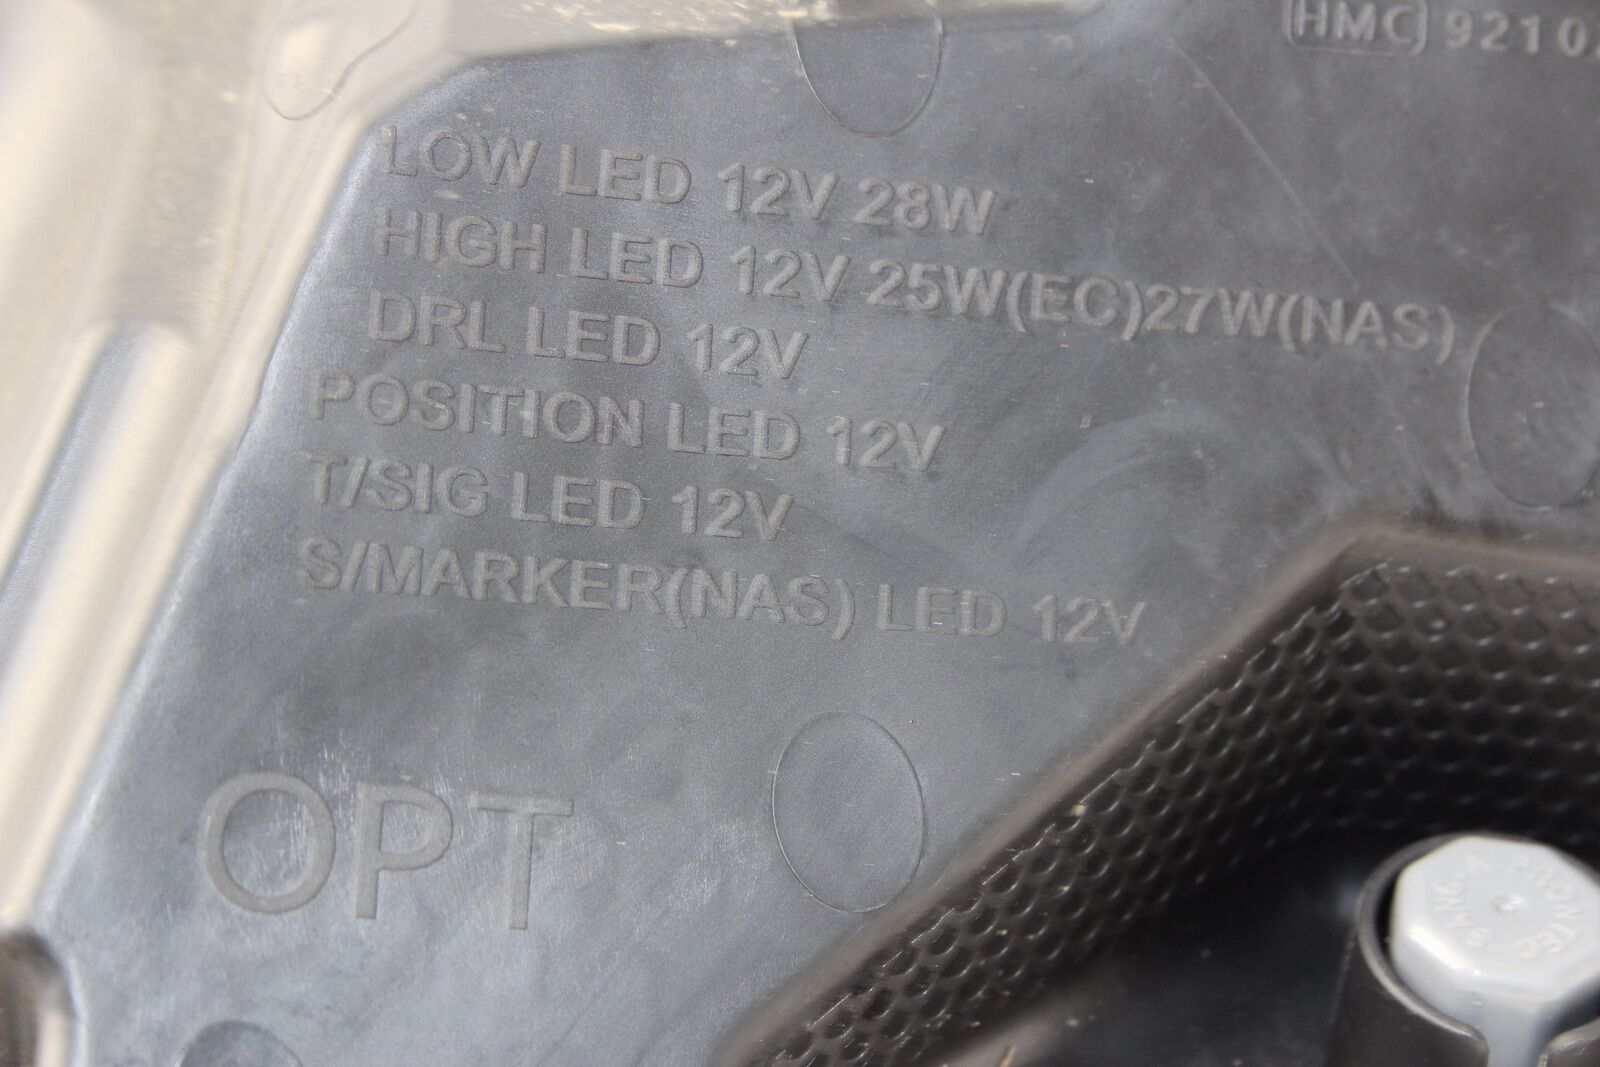 HMC 92102
LOW LED 12V 28W
HIGH LED 12V 25W(EC)27W(NAS)
DRL LED 12V
POSITION LED 12V
T/SIG LED 12V
S/MARKER(NAS) LED 12V
OPT